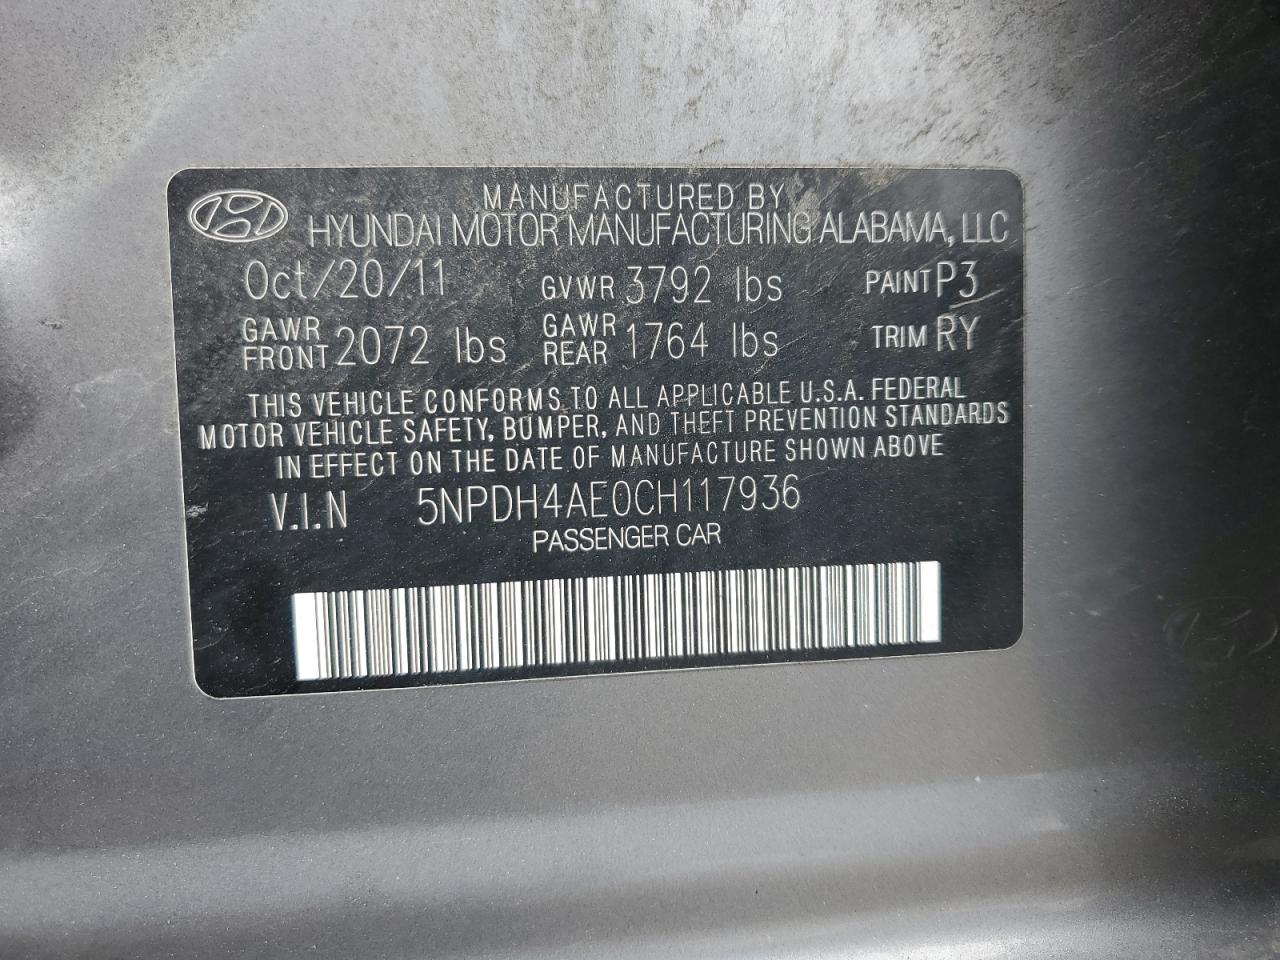 MANUFACTURED BY
HYUNDAI MOTOR MANUFACTURING ALABAMA, LLC
Oct/20/11 GVWR 3792 lbs PAINT P3
GAWR FRONT 2072 lbs GAWR REAR 1764 lbs TRIM RY
THIS VEHICLE CONFORMS TO ALL APPLICABLE U.S.A. FEDERAL
MOTOR VEHICLE SAFETY, BUMPER, AND THEFT PREVENTION STANDARDS
IN EFFECT ON THE DATE OF MANUFACTURE SHOWN ABOVE
V.I.N 5NPDH4AE0CH117936
PASSENGER CAR